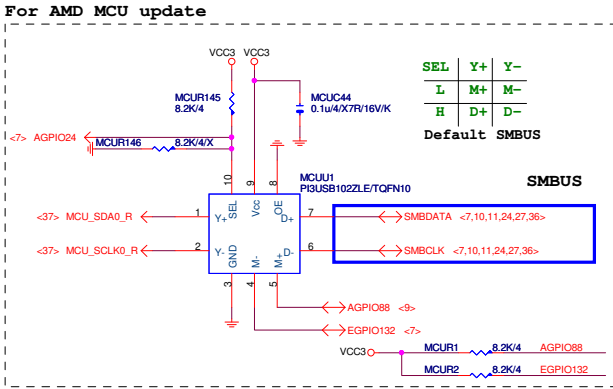 For AMD MCU update
VCC3 VCC3
SEL Y+ Y-
L M+ M-
H D+ D-
Default SMBUS
MCUR145
8.2K/4
MCUC44
0.1u/4/X7R/16V/K
<7> AGPIO24
MCUR146 8.2K/4/X
MCUU1
PI3USB102ZLE/TQFN10
SMBUS
10 9 8
SEL Vcc OE
<37> MCU_SDA0_R 1 Y+ D+ 7 SMBDATA <7,10,11,24,27,36>
<37> MCU_SCLK0_R 2 Y- D- 6 SMBCLK <7,10,11,24,27,36>
GND M- M+
3 4 5
AGPIO88 <9>
EGPIO132 <7>
VCC3 MCUR1 8.2K/4 AGPIO88
MCUR2 8.2K/4 EGPIO132